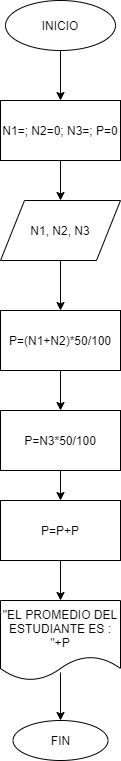 INICIO
N1=; N2=0; N3=; P=0
N1, N2, N3
P=(N1+N2)*50/100
P=N3*50/100
P=P+P
"EL PROMEDIO DEL
ESTUDIANTE ES :
"+P
FIN